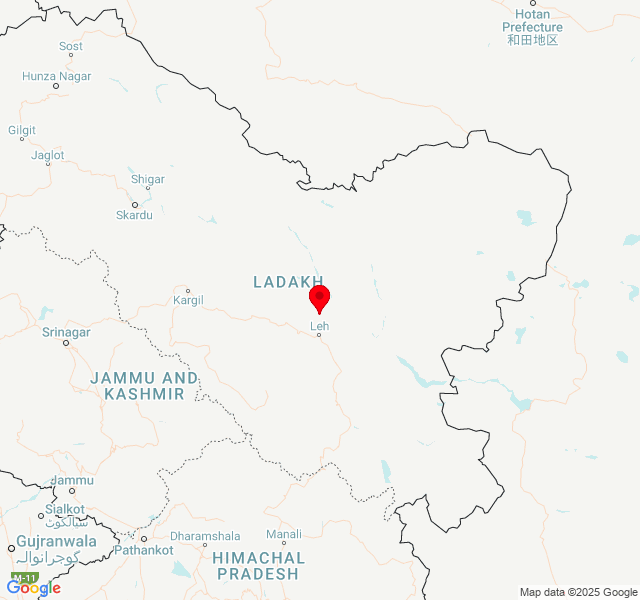 Hotan
Prefecture
和田地区
Sost
Hunza Nagar
Gilgit
Jaglot
Shigar
Skardu
LADAKH
Kargil
Leh
Srinagar
JAMMU AND
KASHMIR
Jammu
Sialkot
سیالکوٹ
Gujranwala
گوجرانوالہ
Pathankot
Dharamshala
Manali
HIMACHAL
PRADESH
M-11
Google
Map data ©2025 Google